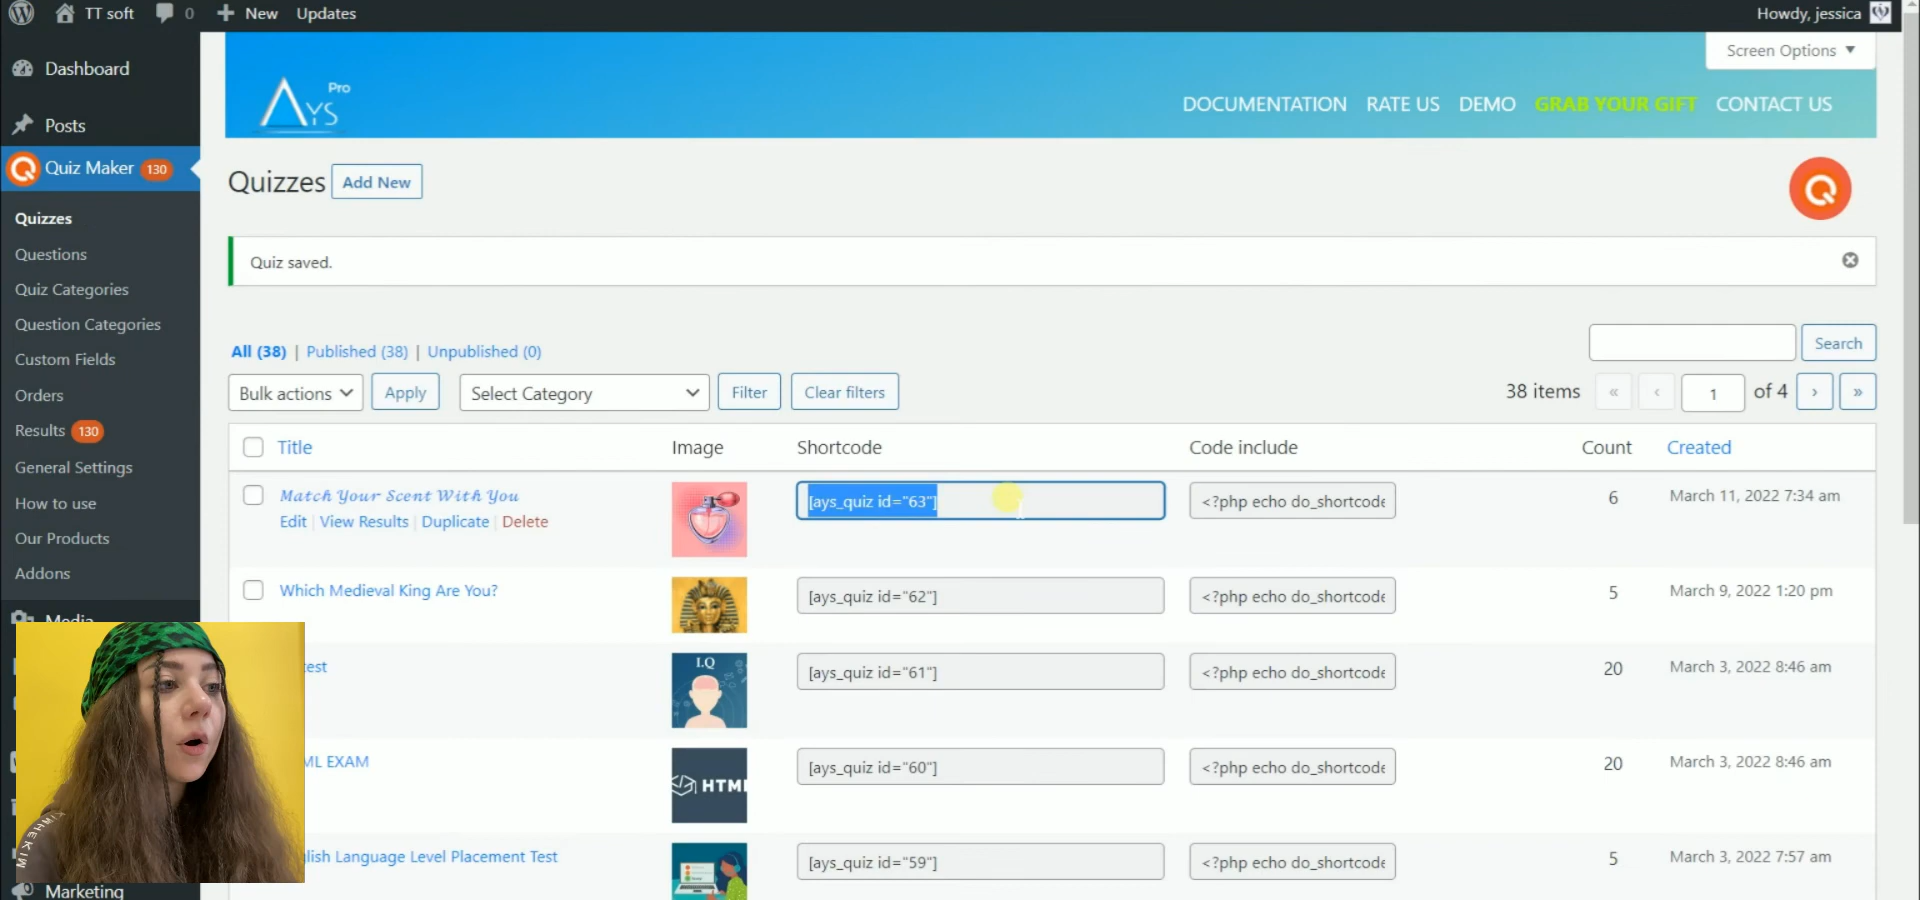 TT soft
0
New
Updates
Howdy, jessica
Screen Options
AYS Pro
DOCUMENTATION
RATE US
DEMO
GRAB YOUR GIFT
CONTACT US
Dashboard
Posts
Quiz Maker 130
Quizzes
Questions
Quiz Categories
Question Categories
Custom Fields
Orders
Results 130
General Settings
How to use
Our Products
Addons
Media
Marketing
Quizzes Add New
Quiz saved.
All (38) | Published (38) | Unpublished (0)
Search
Bulk actions
Apply
Select Category
Filter
Clear filters
38 items « ‹ 1 of 4 › »
Title Image Shortcode Code include Count Created
Match Your Scent With You [ays_quiz id="63"] <?php echo do_shortcode 6 March 11, 2022 7:34 am
Edit | View Results | Duplicate | Delete
Which Medieval King Are You? [ays_quiz id="62"] <?php echo do_shortcode 5 March 9, 2022 1:20 pm
I.Q
[ays_quiz id="61"] <?php echo do_shortcode 20 March 3, 2022 8:46 am
EXAM [ays_quiz id="60"] <?php echo do_shortcode 20 March 3, 2022 8:46 am
Language Level Placement Test [ays_quiz id="59"] <?php echo do_shortcode 5 March 3, 2022 7:57 am